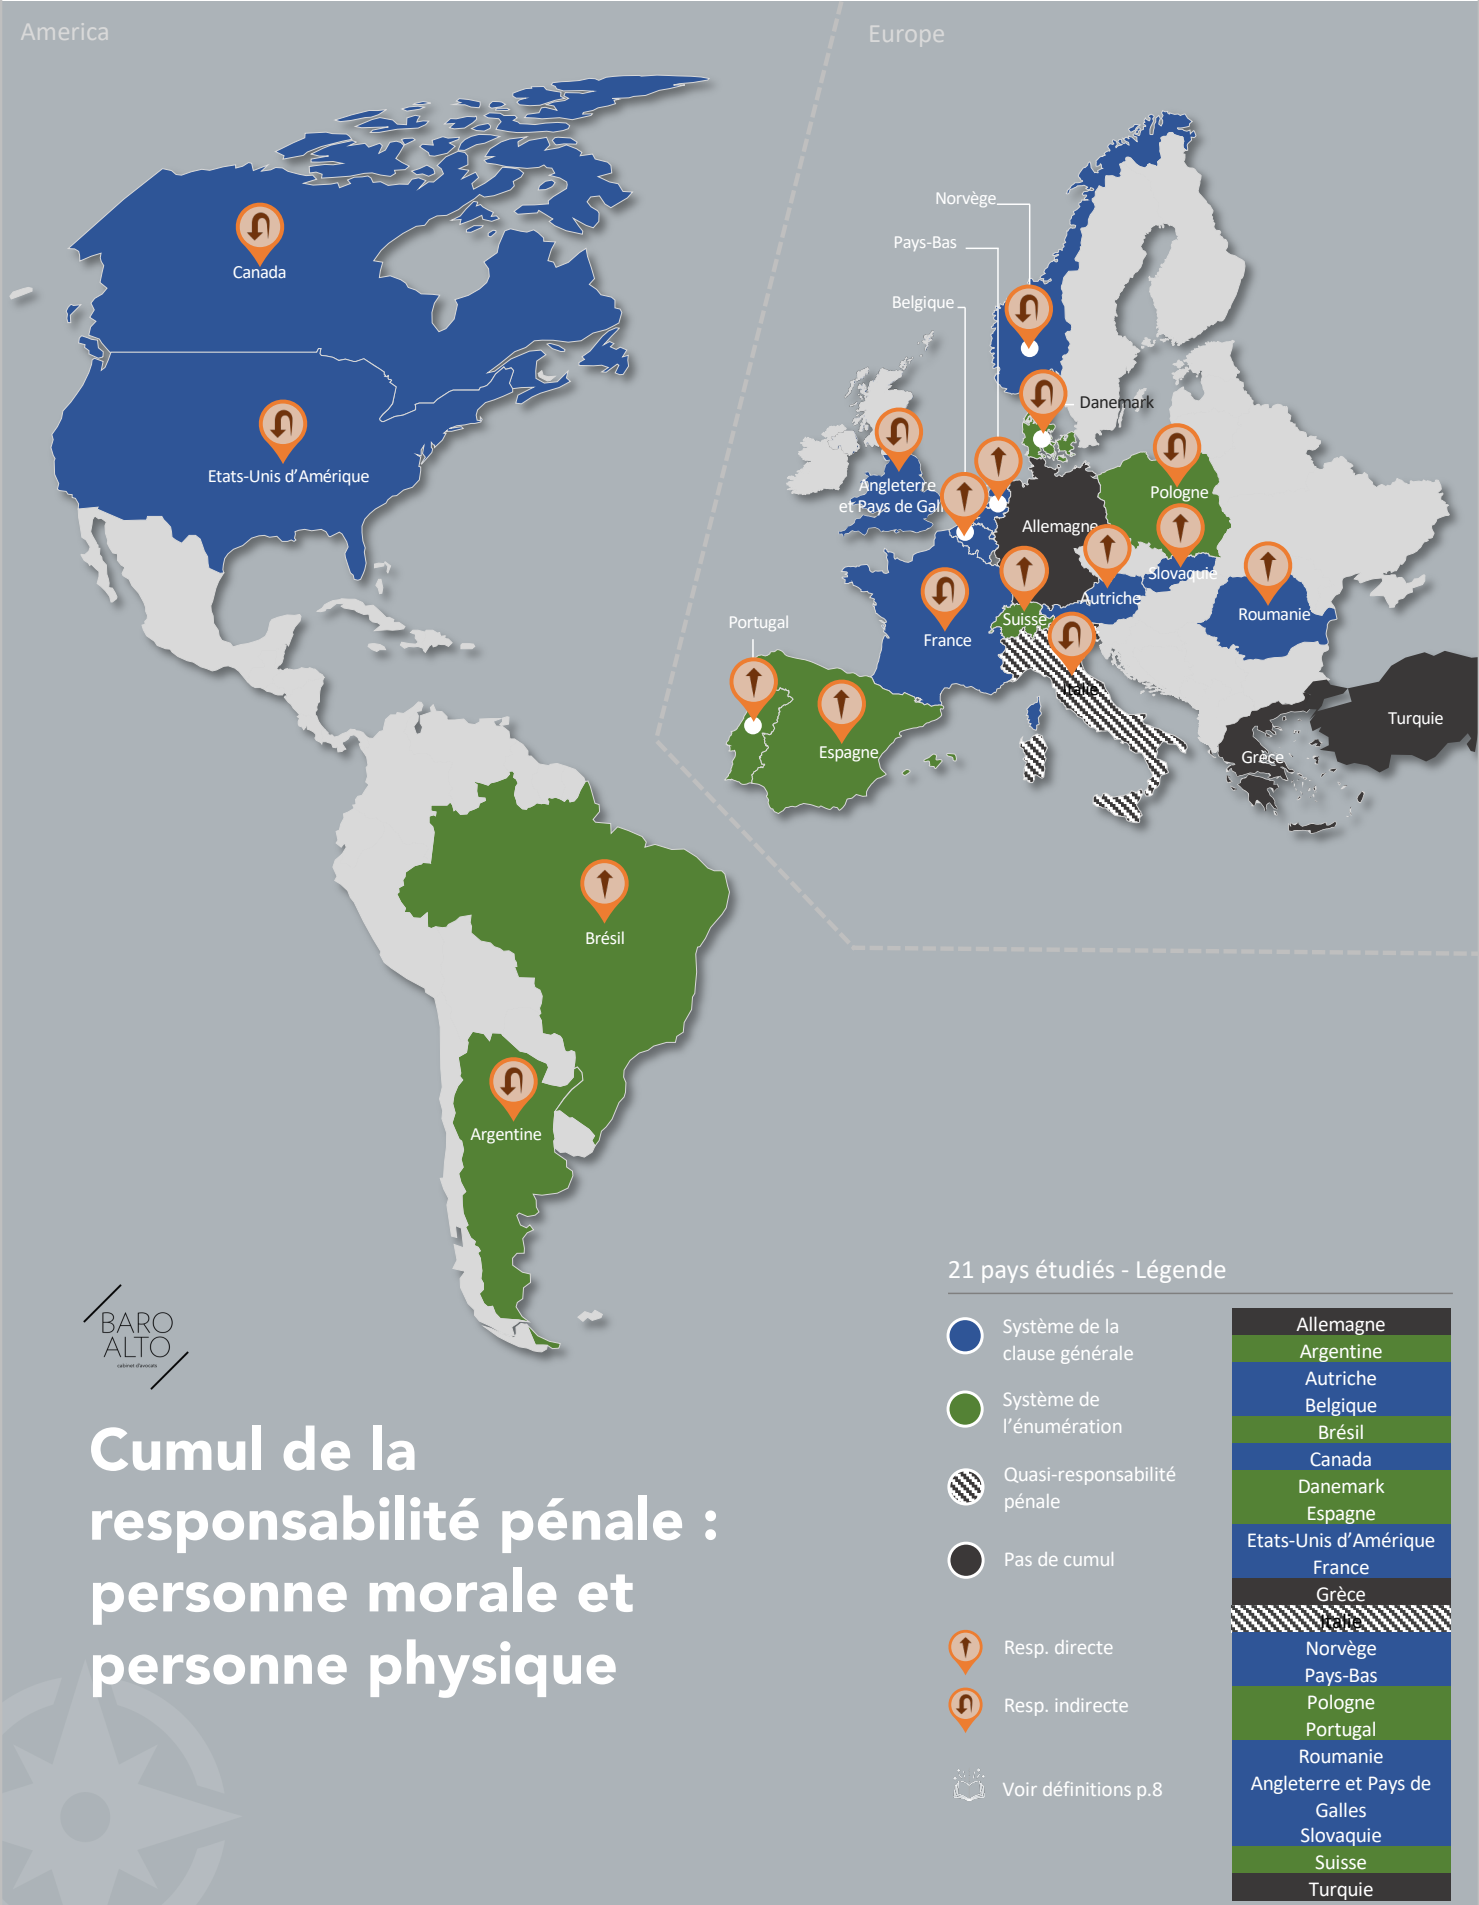 America
Europe
Norvège
Pays-Bas
Belgique
Canada
Danemark
Etats-Unis d'Amérique
Angleterre
et Pays de Gall
Pologne
Allemagne
Slovaquie
Autriche
Roumanie
Suisse
France
Portugal
Italie
Espagne
Turquie
Grèce
Brésil
Argentine
BARO
ALTO
cabinet d'avocats
Cumul de la
responsabilité pénale :
personne morale et
personne physique
21 pays étudiés - Légende
Système de la
clause générale
Système de
l'énumération
Quasi-responsabilité
pénale
Pas de cumul
Resp. directe
Resp. indirecte
Voir définitions p.8
Allemagne
Argentine
Autriche
Belgique
Brésil
Canada
Danemark
Espagne
Etats-Unis d'Amérique
France
Grèce
Italie
Norvège
Pays-Bas
Pologne
Portugal
Roumanie
Angleterre et Pays de
Galles
Slovaquie
Suisse
Turquie